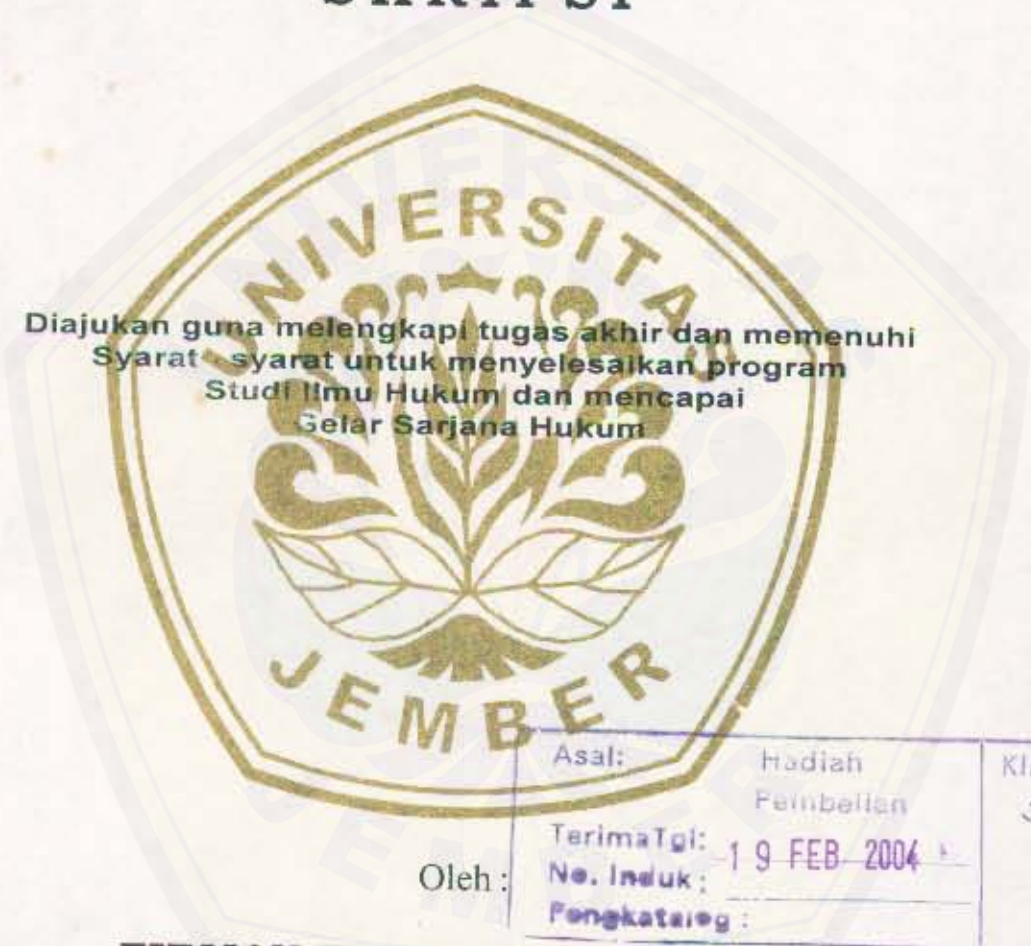 UNIVERSITAS
Diajukan guna melengkapi tugas akhir dan memenuhi
Syarat - syarat untuk menyelesaikan program
Studi Ilmu Hukum dan mencapai
Gelar Sarjana Hukum
JEMBER
Asal: Hadiah
Pembelian
Terima Tgl: 19 FEB 2004
No. Induk :
Pengkatalog :
Oleh :